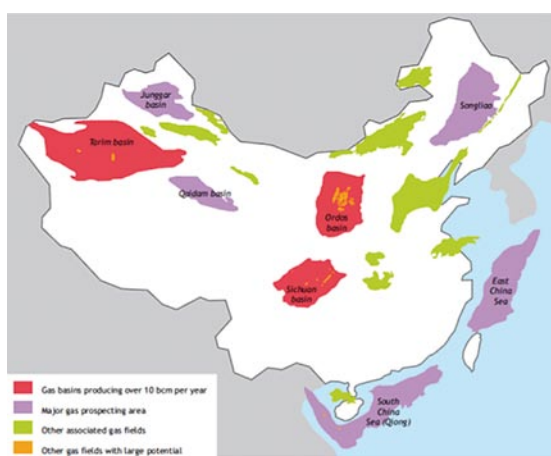 Junggar
basin
Songliao
Tarim basin
Qaidam basin
Ordos
basin
Sichuan
basin
East
China
Sea
South
China
Sea (Qiong)
Gas basins producing over 10 bcm per year
Major gas prospecting area
Other associated gas fields
Other gas fields with large potential